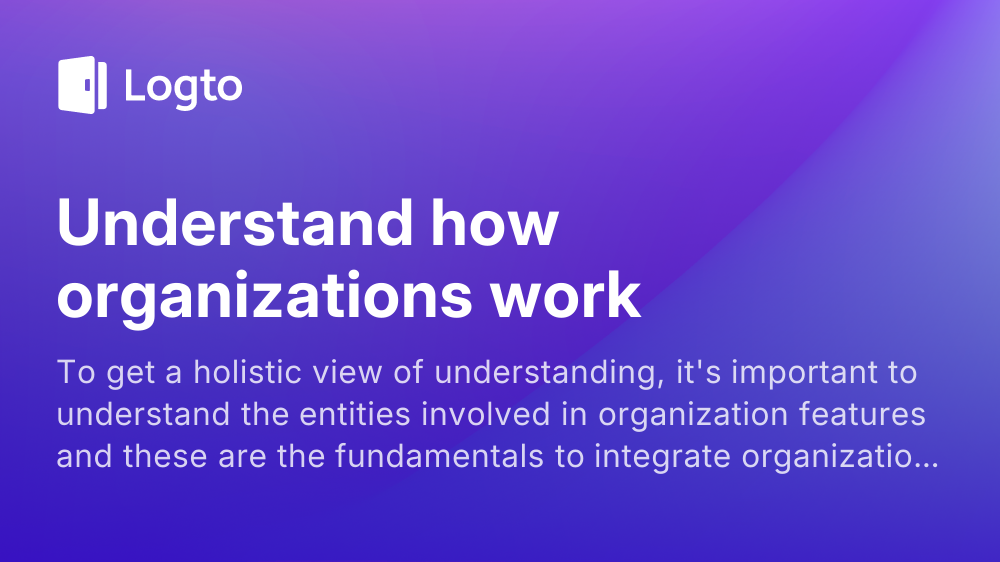 Logto
Understand how
organizations work
To get a holistic view of understanding, it's important to
understand the entities involved in organization features
and these are the fundamentals to integrate organizatio...